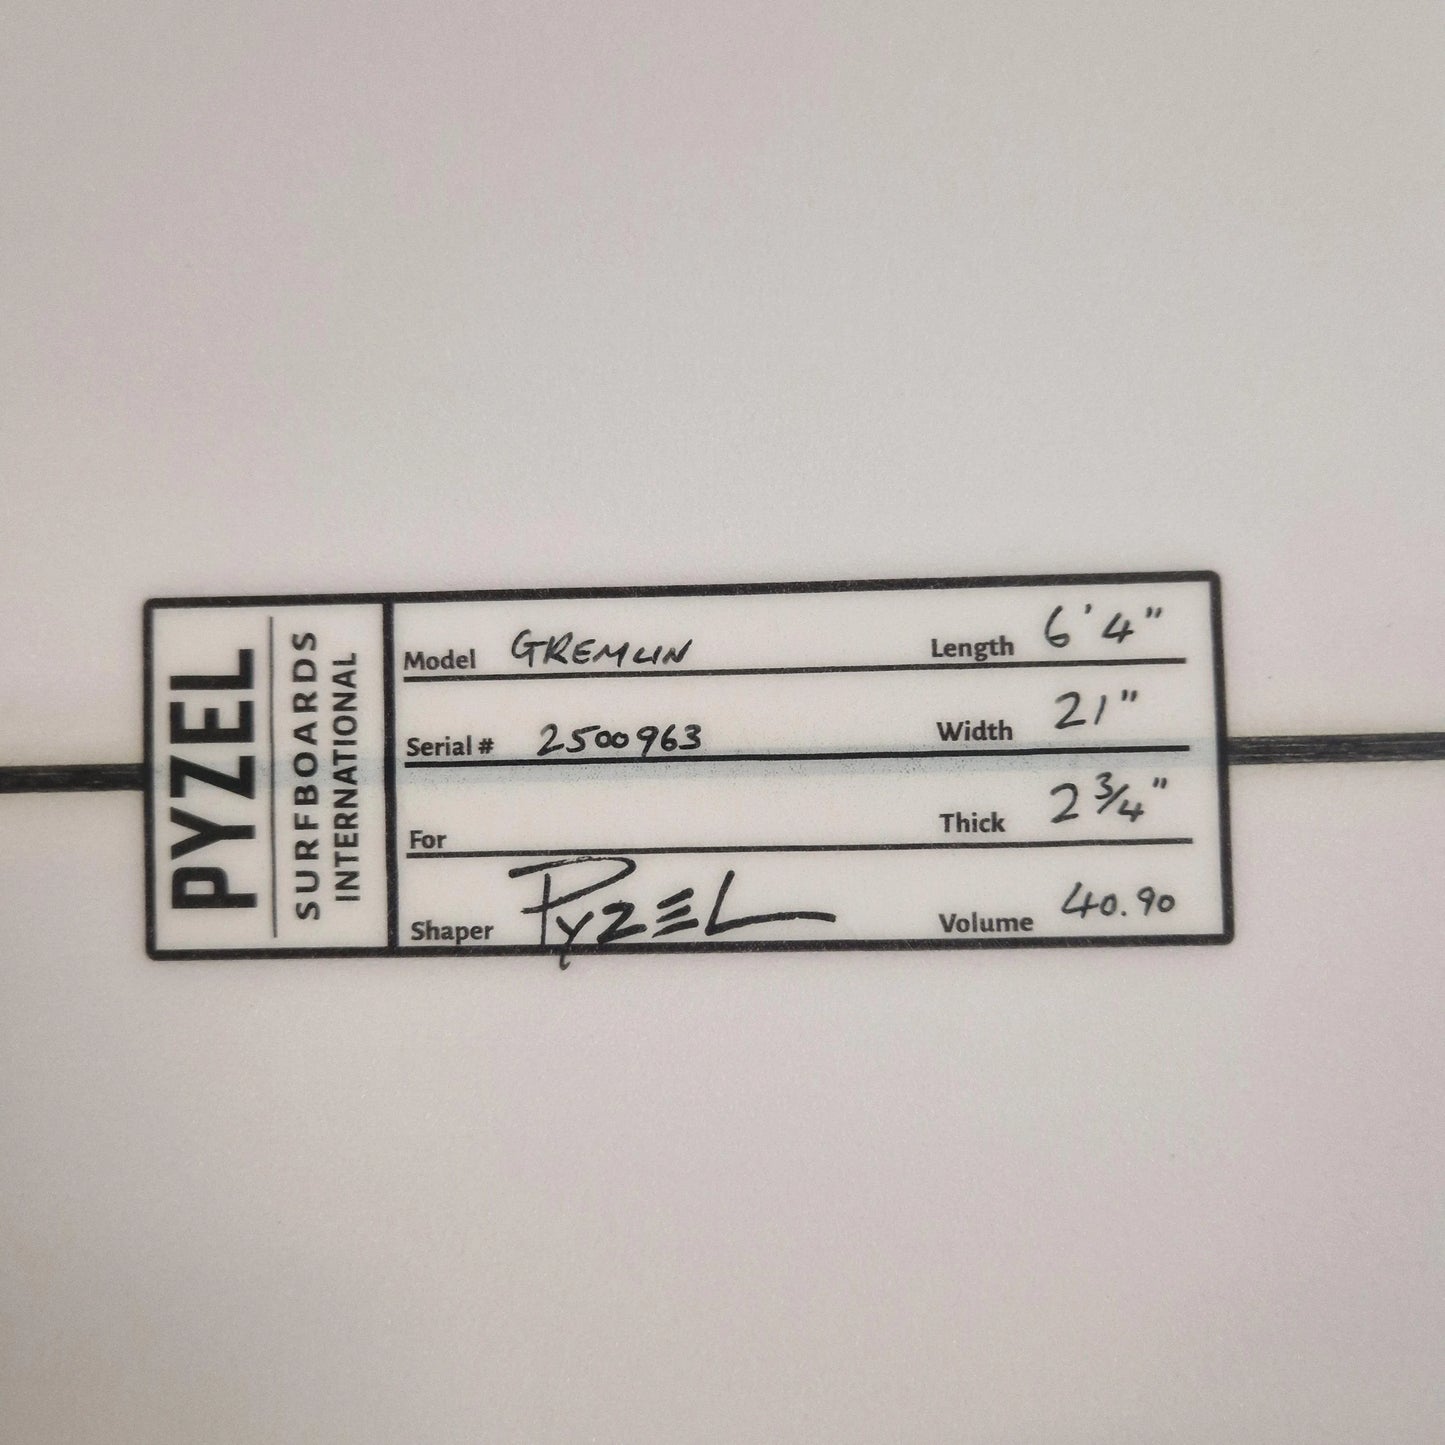 PYZEL
SURFBOARDS
INTERNATIONAL
Model GREMLIN
Length 6'4"
Serial # 2500963
Width 21"
For
Thick 2 3/4"
Shaper PYZEL
Volume 40.90